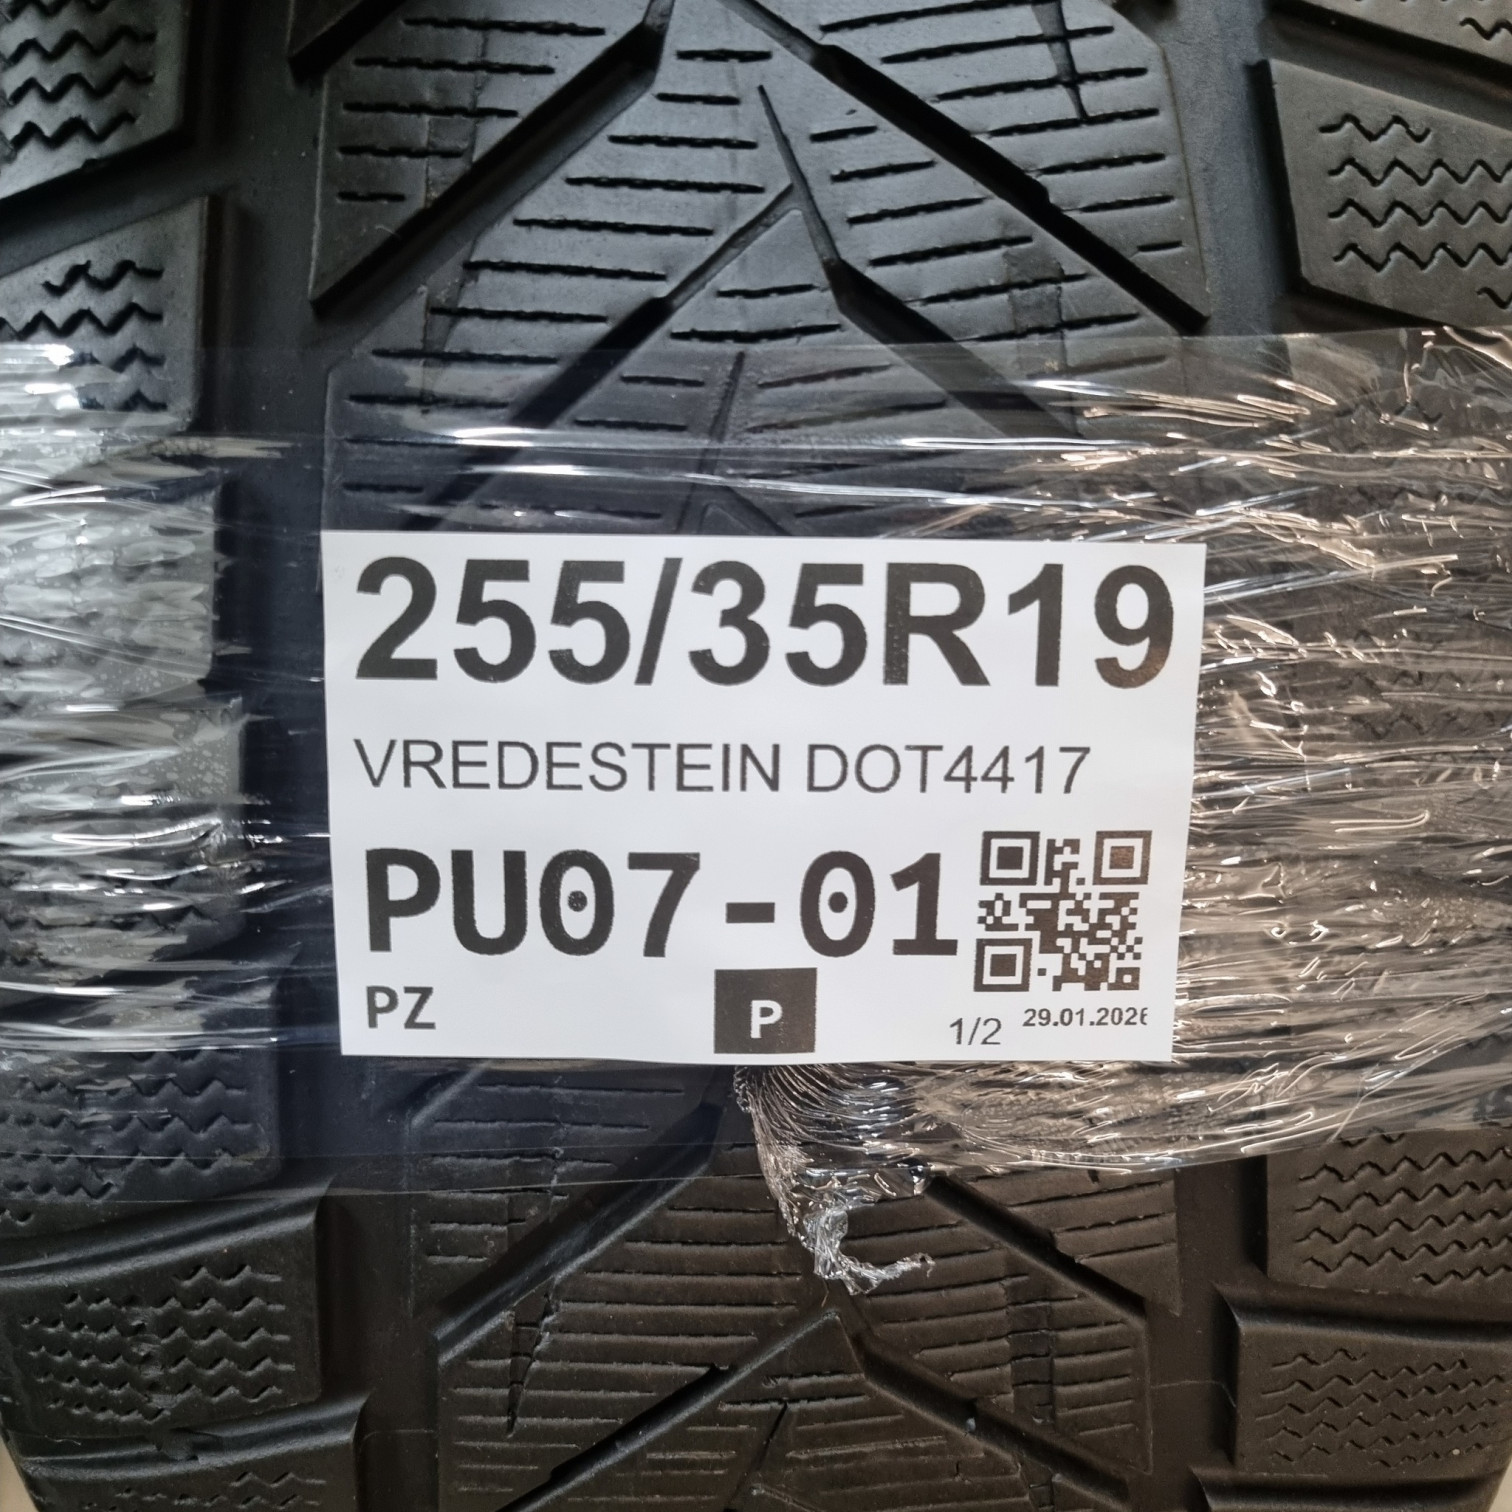 255/35R19
VREDESTEIN DOT4417
PU07-01
PZ
P
1/2
29.01.2026